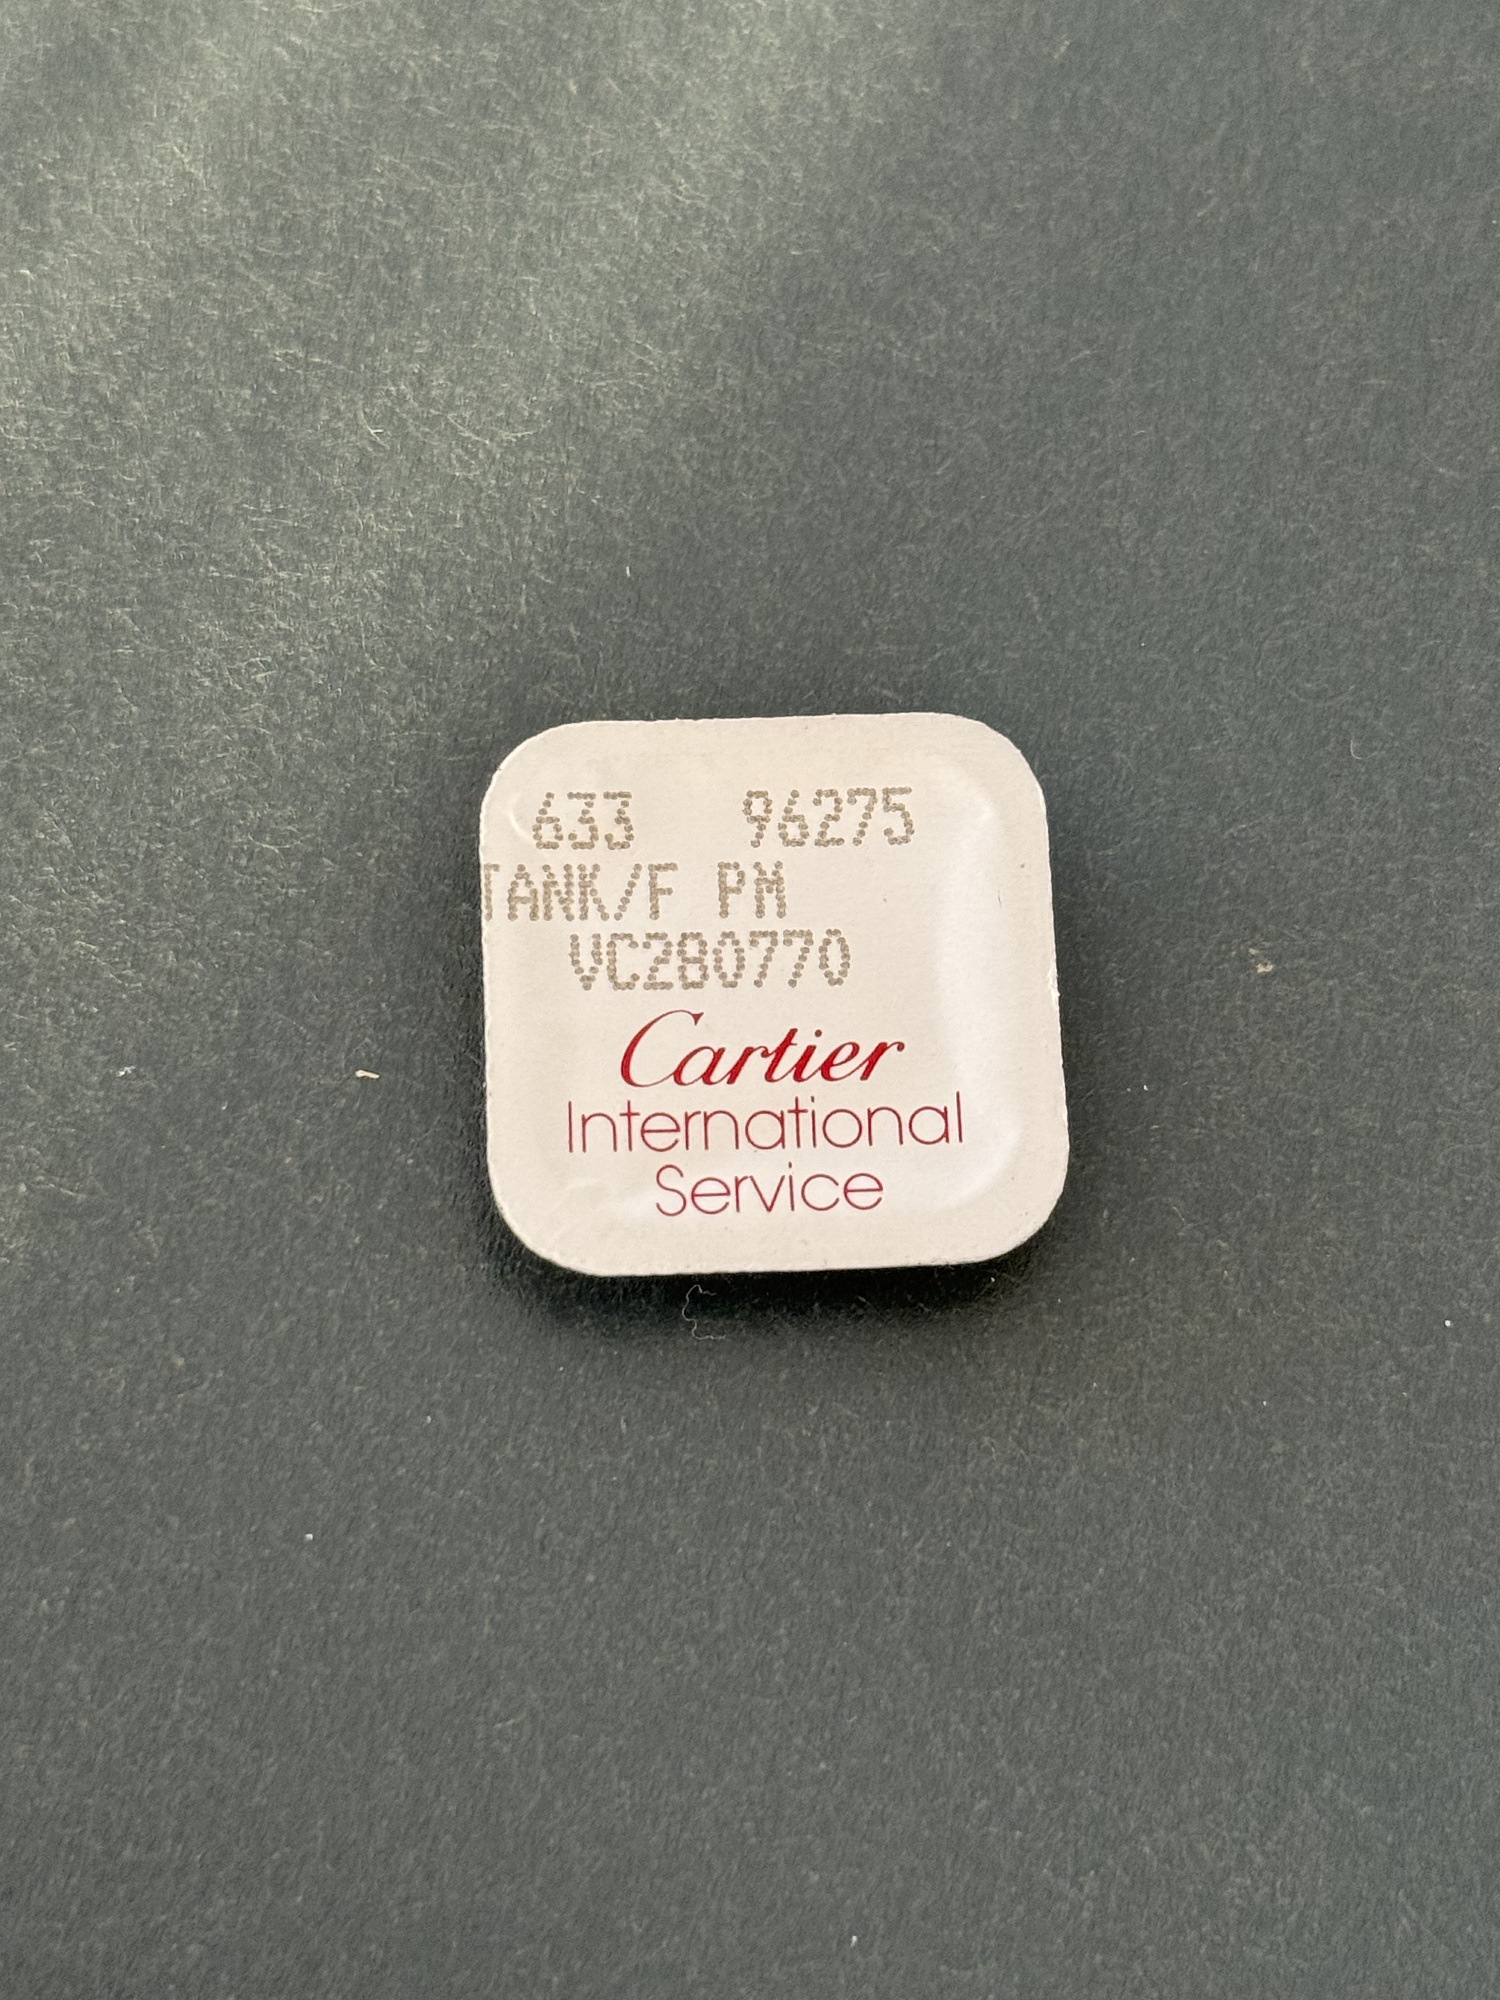 633 96275
TANK/F PM
VC280770
Cartier
International
Service